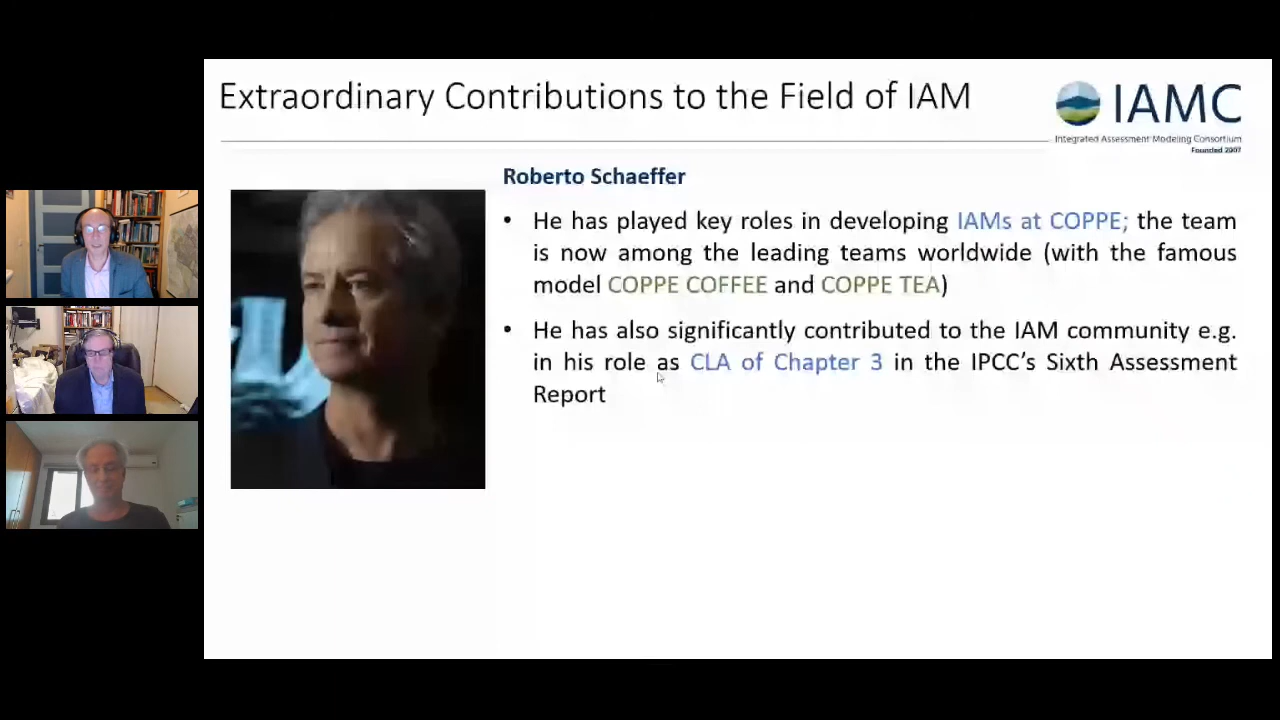 Extraordinary Contributions to the Field of IAM
IAMC
Integrated Assessment Modeling Consortium
Founded 2007
Roberto Schaeffer
• He has played key roles in developing IAMs at COPPE; the team
is now among the leading teams worldwide (with the famous
model COPPE COFFEE and COPPE TEA)
• He has also significantly contributed to the IAM community e.g.
in his role as CLA of Chapter 3 in the IPCC's Sixth Assessment
Report